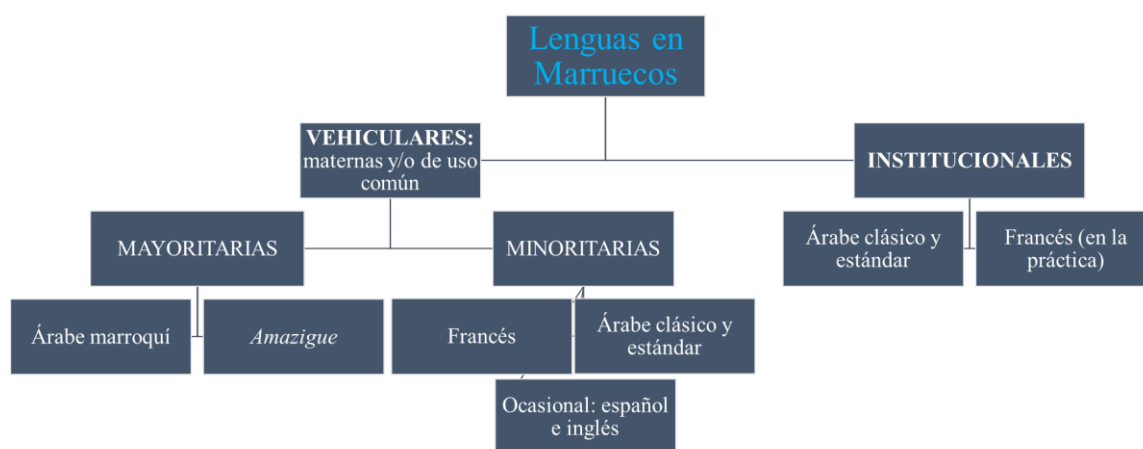 Lenguas en
Marruecos
VEHICULARES:
maternas y/o de uso
común
INSTITUCIONALES
MAYORITARIAS
MINORITARIAS
Árabe clásico y
estándar
Francés (en la
práctica)
Árabe marroquí
Amazigue
Francés
Árabe clásico y
estándar
Ocasional: español
e inglés